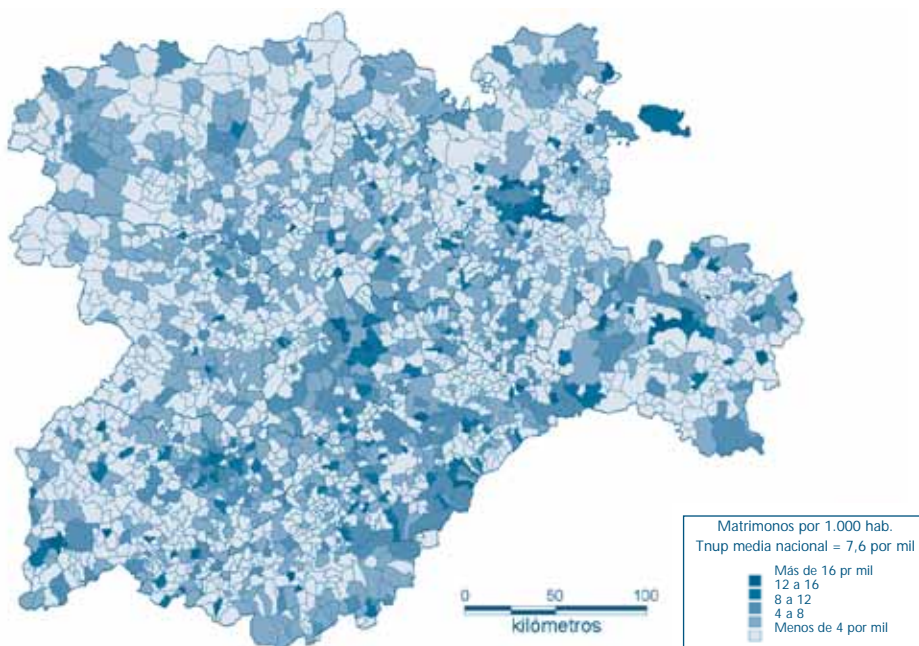 Matrimonos por 1.000 hab.
Tnup media nacional = 7,6 por mil
Más de 16 pr mil
12 a 16
8 a 12
4 a 8
Menos de 4 por mil
0 50 100
kilómetros